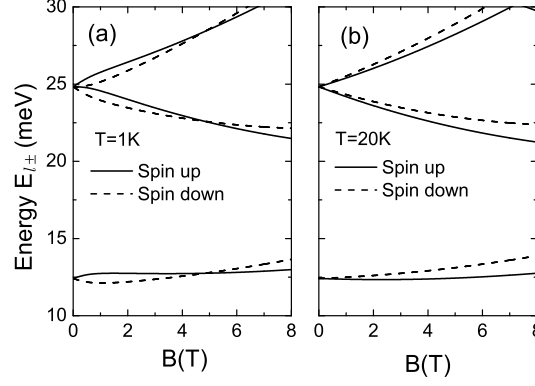 30
25
20
15
10
Energy E l± (meV)
(a)
T=1K
Spin up
Spin down
0 2 4 6 8
B(T)
(b)
T=20K
Spin up
Spin down
0 2 4 6 8
B(T)